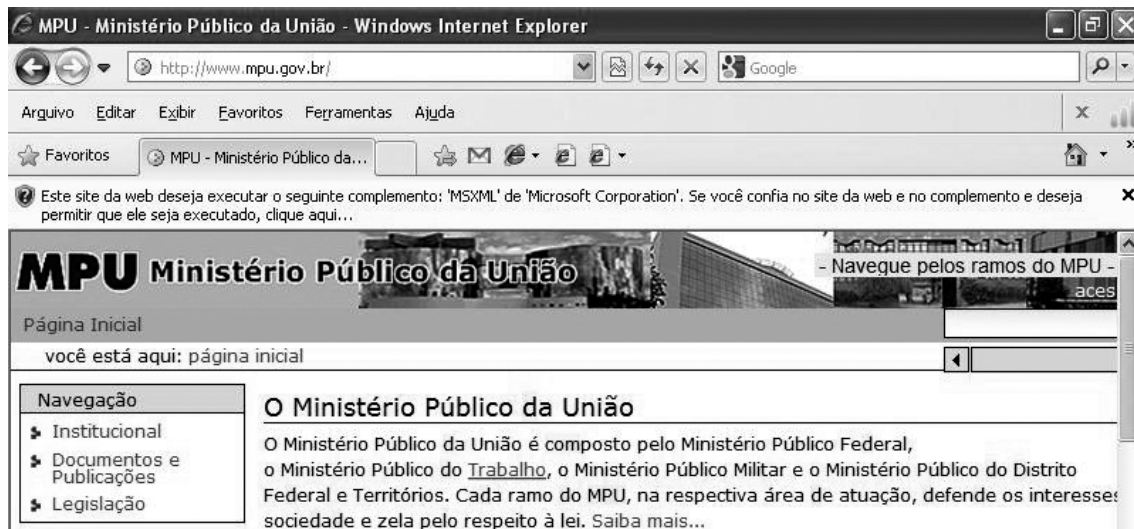 MPU - Ministério Público da União - Windows Internet Explorer
http://www.mpu.gov.br/
Google
Arquivo Editar Exibir Favoritos Ferramentas Ajuda
Favoritos MPU - Ministério Público da...
Este site da web deseja executar o seguinte complemento: 'MSXML' de 'Microsoft Corporation'. Se você confia no site da web e no complemento e deseja
permitir que ele seja executado, clique aqui...
MPU Ministério Público da União
- Navegue pelos ramos do MPU -
aces
Página Inicial
você está aqui: página inicial
Navegação
Institucional
Documentos e
Publicações
Legislação
O Ministério Público da União
O Ministério Público da União é composto pelo Ministério Público Federal,
o Ministério Público do Trabalho, o Ministério Público Militar e o Ministério Público do Distrito
Federal e Territórios. Cada ramo do MPU, na respectiva área de atuação, defende os interesses
sociedade e zela pelo respeito à lei. Saiba mais...